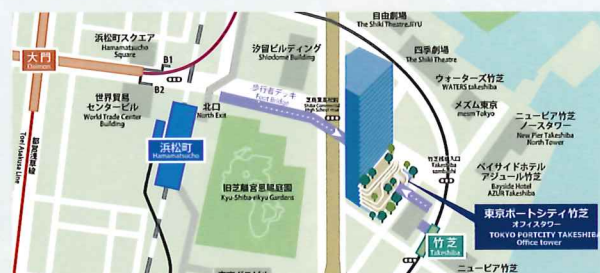 自由劇場
The Shiki Theatre JIYU
浜松町スクエア
Hamamatsucho
Square
汐留ビルディング
Shiodome Building
四季劇場
The Shiki Theatre
大門
Daimon
B1
B2
ウォーターズ竹芝
WATERS takeshiba
歩行者デッキ
Foot Bridge
世界貿易
センタービル
World Trade Center
Building
北口
North Exit
メズム東京
mesm Tokyo
ニューピア竹芝
ノースタワー
New Pier Takeshiba
North Tower
浜松町
Hamamatsucho
都営浅草線
Toei Asakusa Line
旧芝離宮恩賜庭園
Kyu-Shiba-rikyu Gardens
ベイサイドホテル
アジュール竹芝
Bayside Hotel
AZUR Takeshiba
東京ポートシティ竹芝
オフィスタワー
TOKYO PORTCITY TAKESHIBA
Office tower
竹芝
Takeshiba
ニューピア竹芝